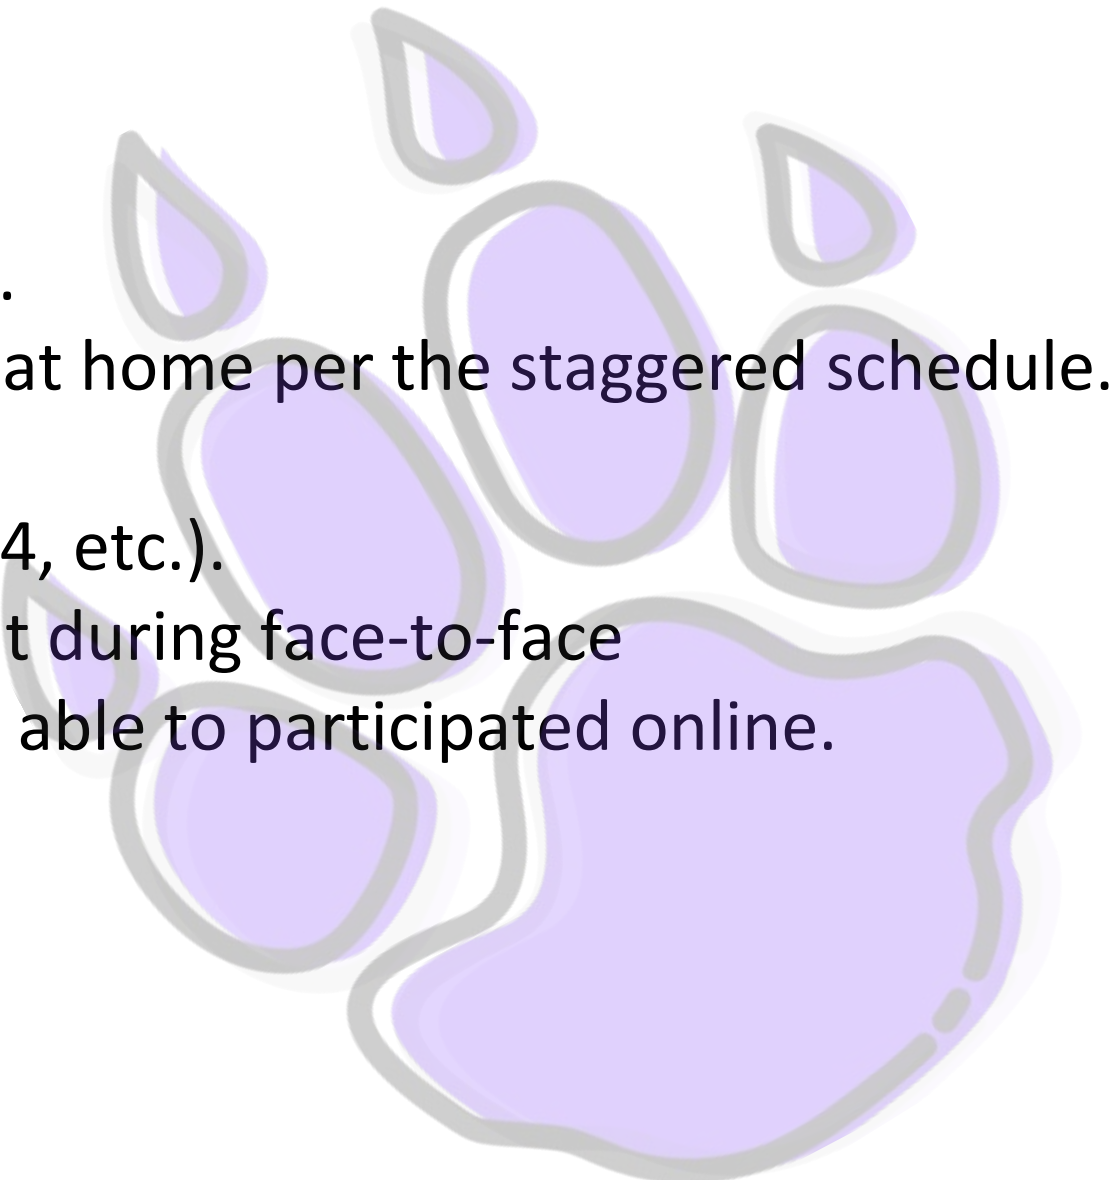 .
at home per the staggered schedule.
4, etc.).
t during face-to-face
able to participated online.